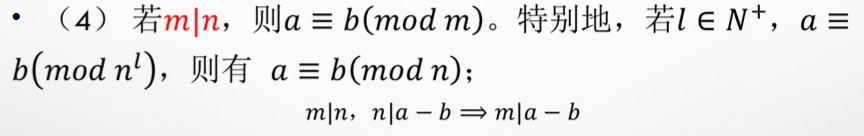 • （4）若m|n，则a ≡ b(mod m)。特别地，若l ∈ N⁺，a ≡
b(mod nˡ)，则有 a ≡ b(mod n)；
m|n，n|a − b ⟹ m|a − b